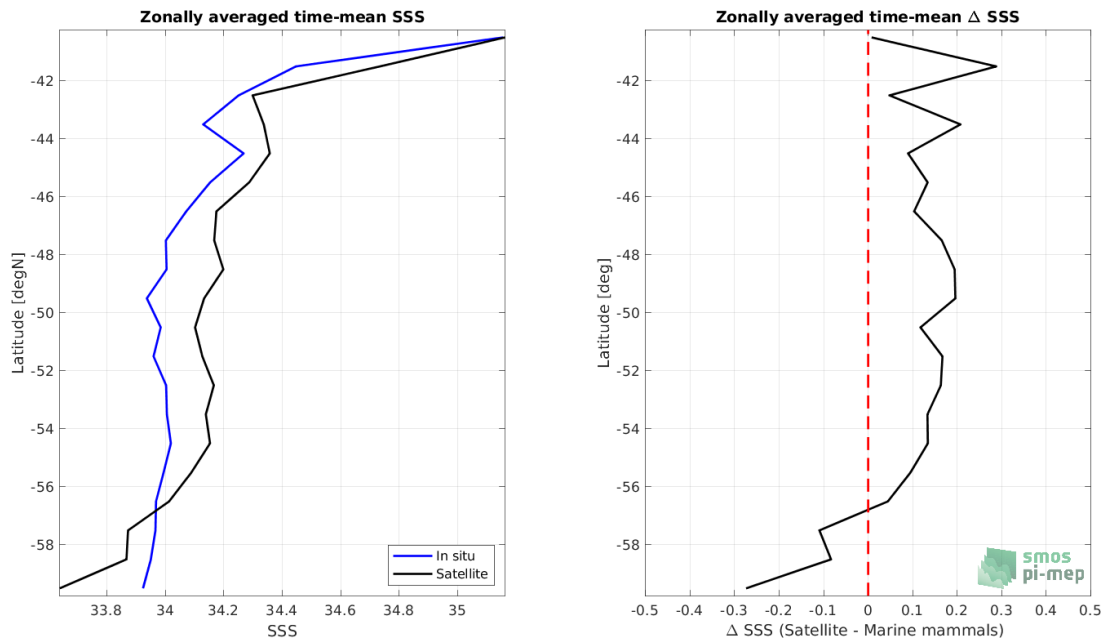 Zonally averaged time-mean SSS
-42
-44
-46
-48
-50
-52
-54
-56
-58
Latitude [degN]
33.8 34 34.2 34.4 34.6 34.8 35
SSS
In situ
Satellite
Zonally averaged time-mean Δ SSS
-42
-44
-46
-48
-50
-52
-54
-56
-58
Latitude [deg]
-0.5 -0.4 -0.3 -0.2 -0.1 0 0.1 0.2 0.3 0.4 0.5
Δ SSS (Satellite - Marine mammals)
smos
pi-mep